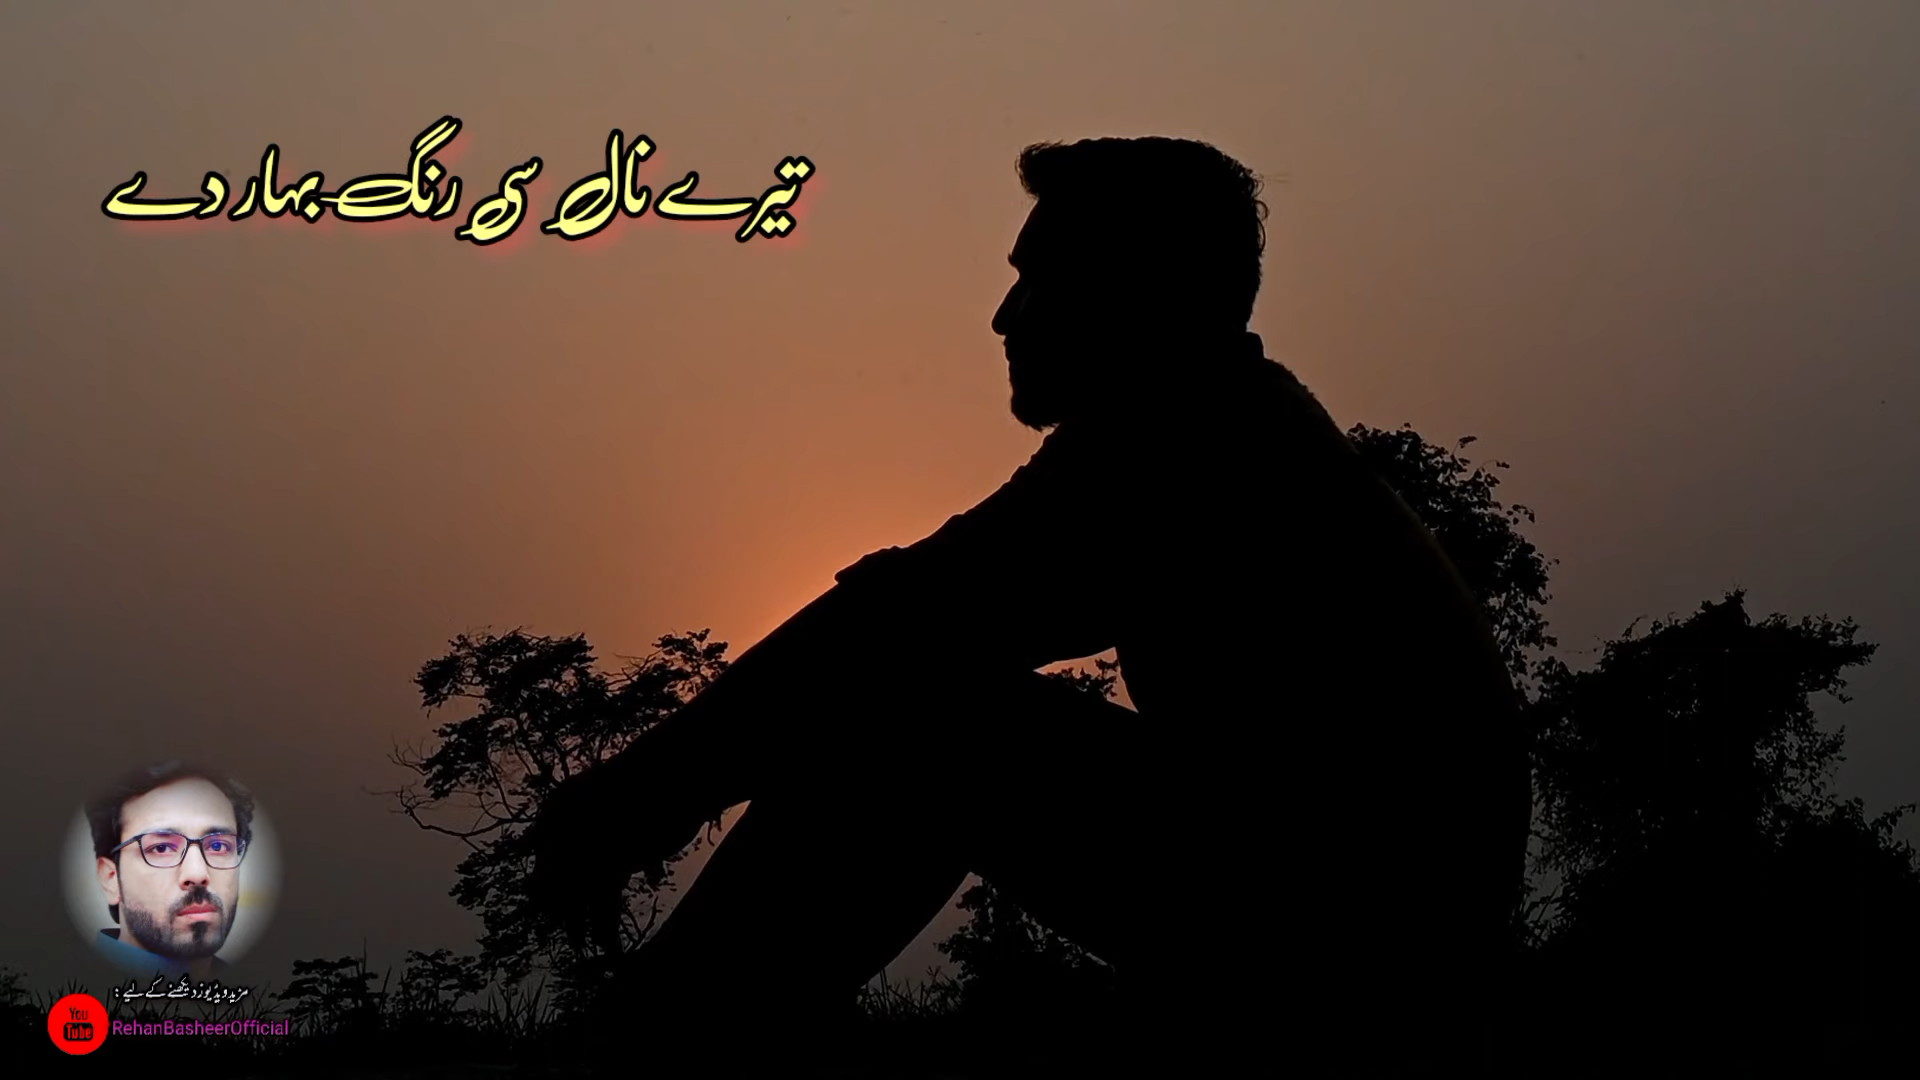 تیرے نال سی رنگ بہار دے
مزید ویڈیوز دیکھنے کے لیے :
You
Tube
RehanBasheerOfficial